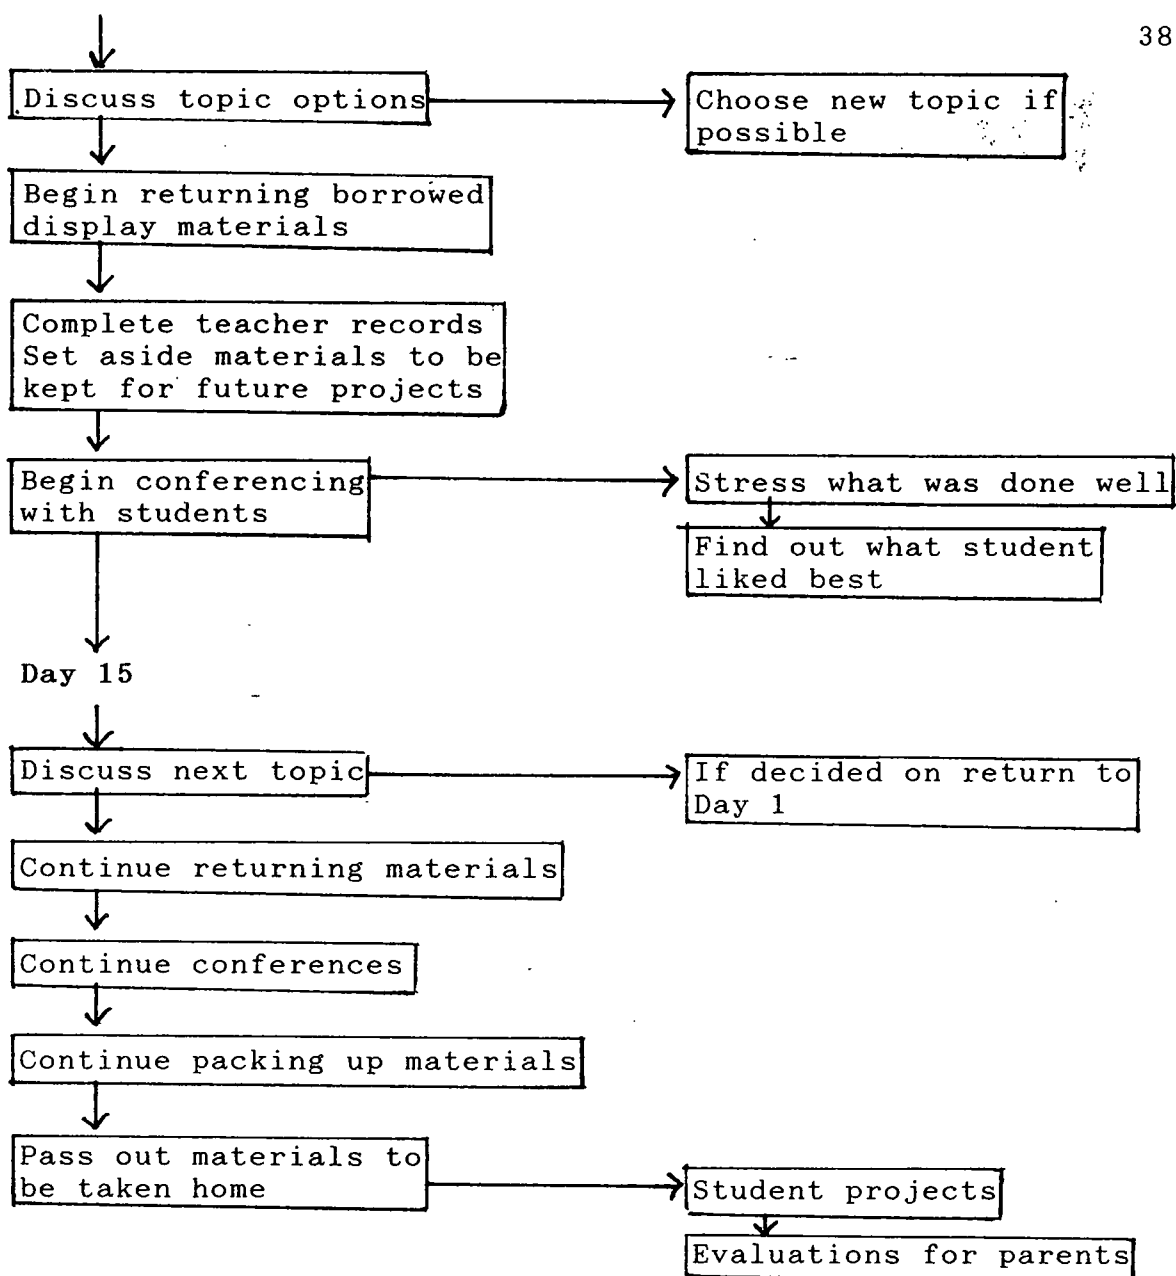 38
Discuss topic options
Choose new topic if
possible
Begin returning borrowed
display materials
Complete teacher records
Set aside materials to be
kept for future projects
Begin conferencing
with students
Stress what was done well
Find out what student
liked best
Day 15
Discuss next topic
If decided on return to
Day 1
Continue returning materials
Continue conferences
Continue packing up materials
Pass out materials to
be taken home
Student projects
Evaluations for parents